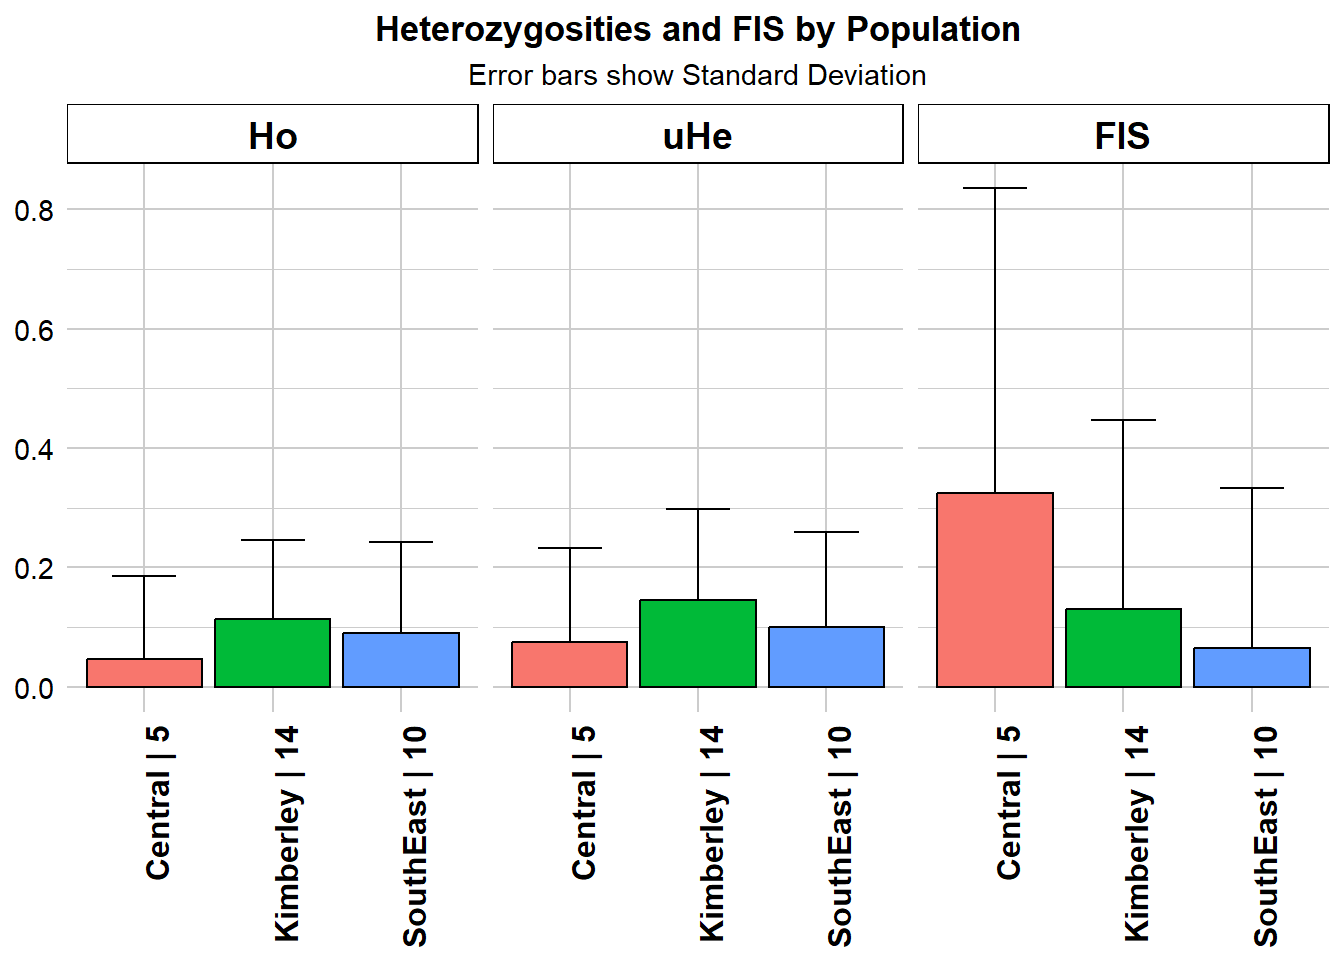 Heterozygosities and FIS by Population
Error bars show Standard Deviation
Ho
uHe
FIS
0.8
0.6
0.4
0.2
0.0
Central | 5
Kimberley | 14
SouthEast | 10
Central | 5
Kimberley | 14
SouthEast | 10
Central | 5
Kimberley | 14
SouthEast | 10